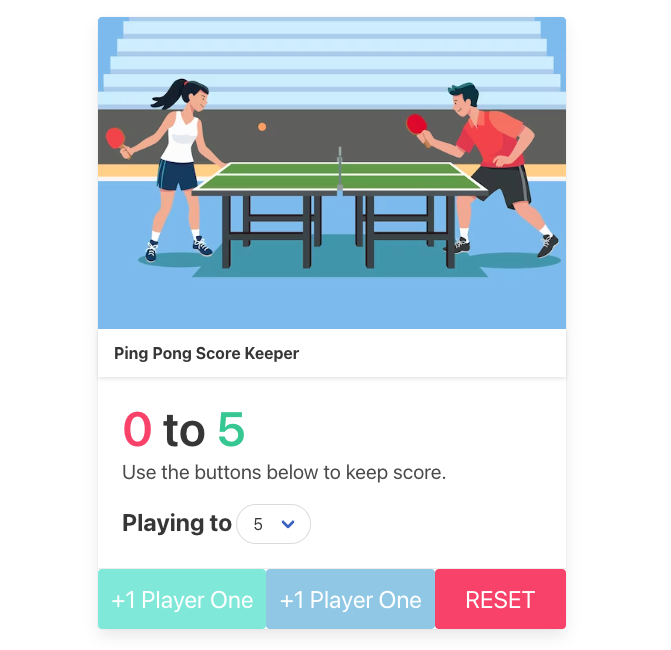 Ping Pong Score Keeper
0 to 5
Use the buttons below to keep score.
Playing to 5
+1 Player One +1 Player One RESET